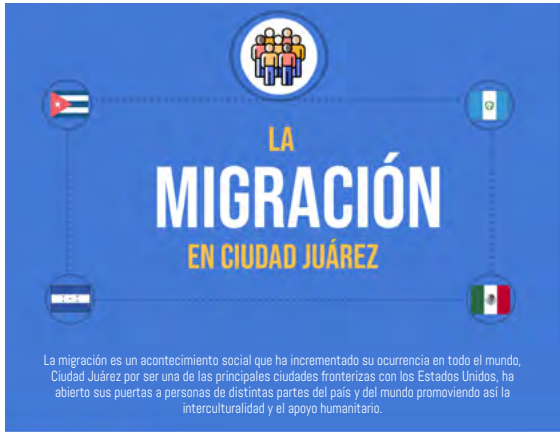 LA
MIGRACIÓN
EN CIUDAD JUÁREZ
La migración es un acontecimiento social que ha incrementado su ocurrencia en todo el mundo,
Ciudad Juárez por ser una de las principales ciudades fronterizas con los Estados Unidos, ha
abierto sus puertas a personas de distintas partes del país y del mundo promoviendo así la
interculturalidad y el apoyo humanitario.